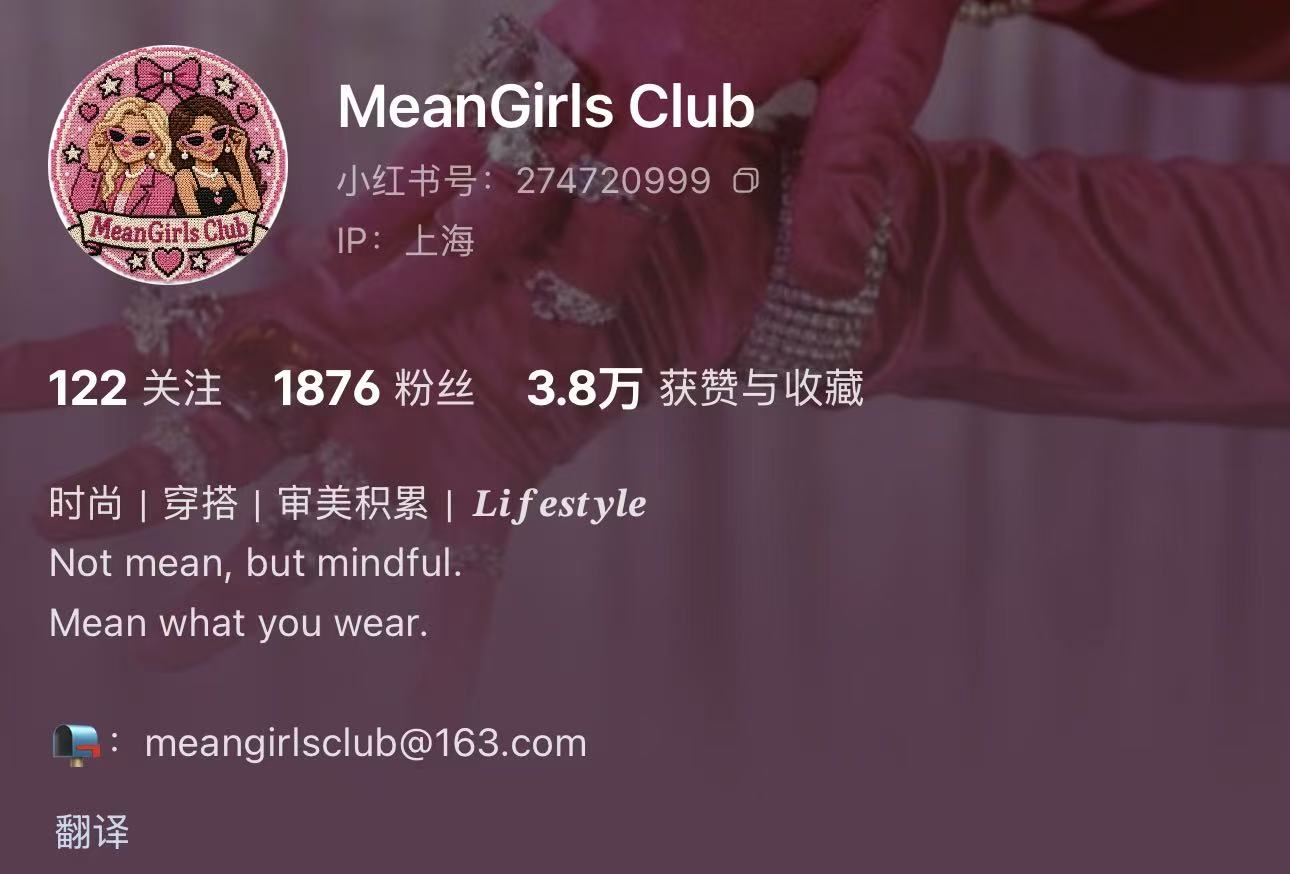 MeanGirls Club
MeanGirls Club
小红书号：274720999
IP：上海
122 关注 1876 粉丝 3.8万 获赞与收藏
时尚 | 穿搭 | 审美积累 | Lifestyle
Not mean, but mindful.
Mean what you wear.
📭：meangirlsclub@163.com
翻译